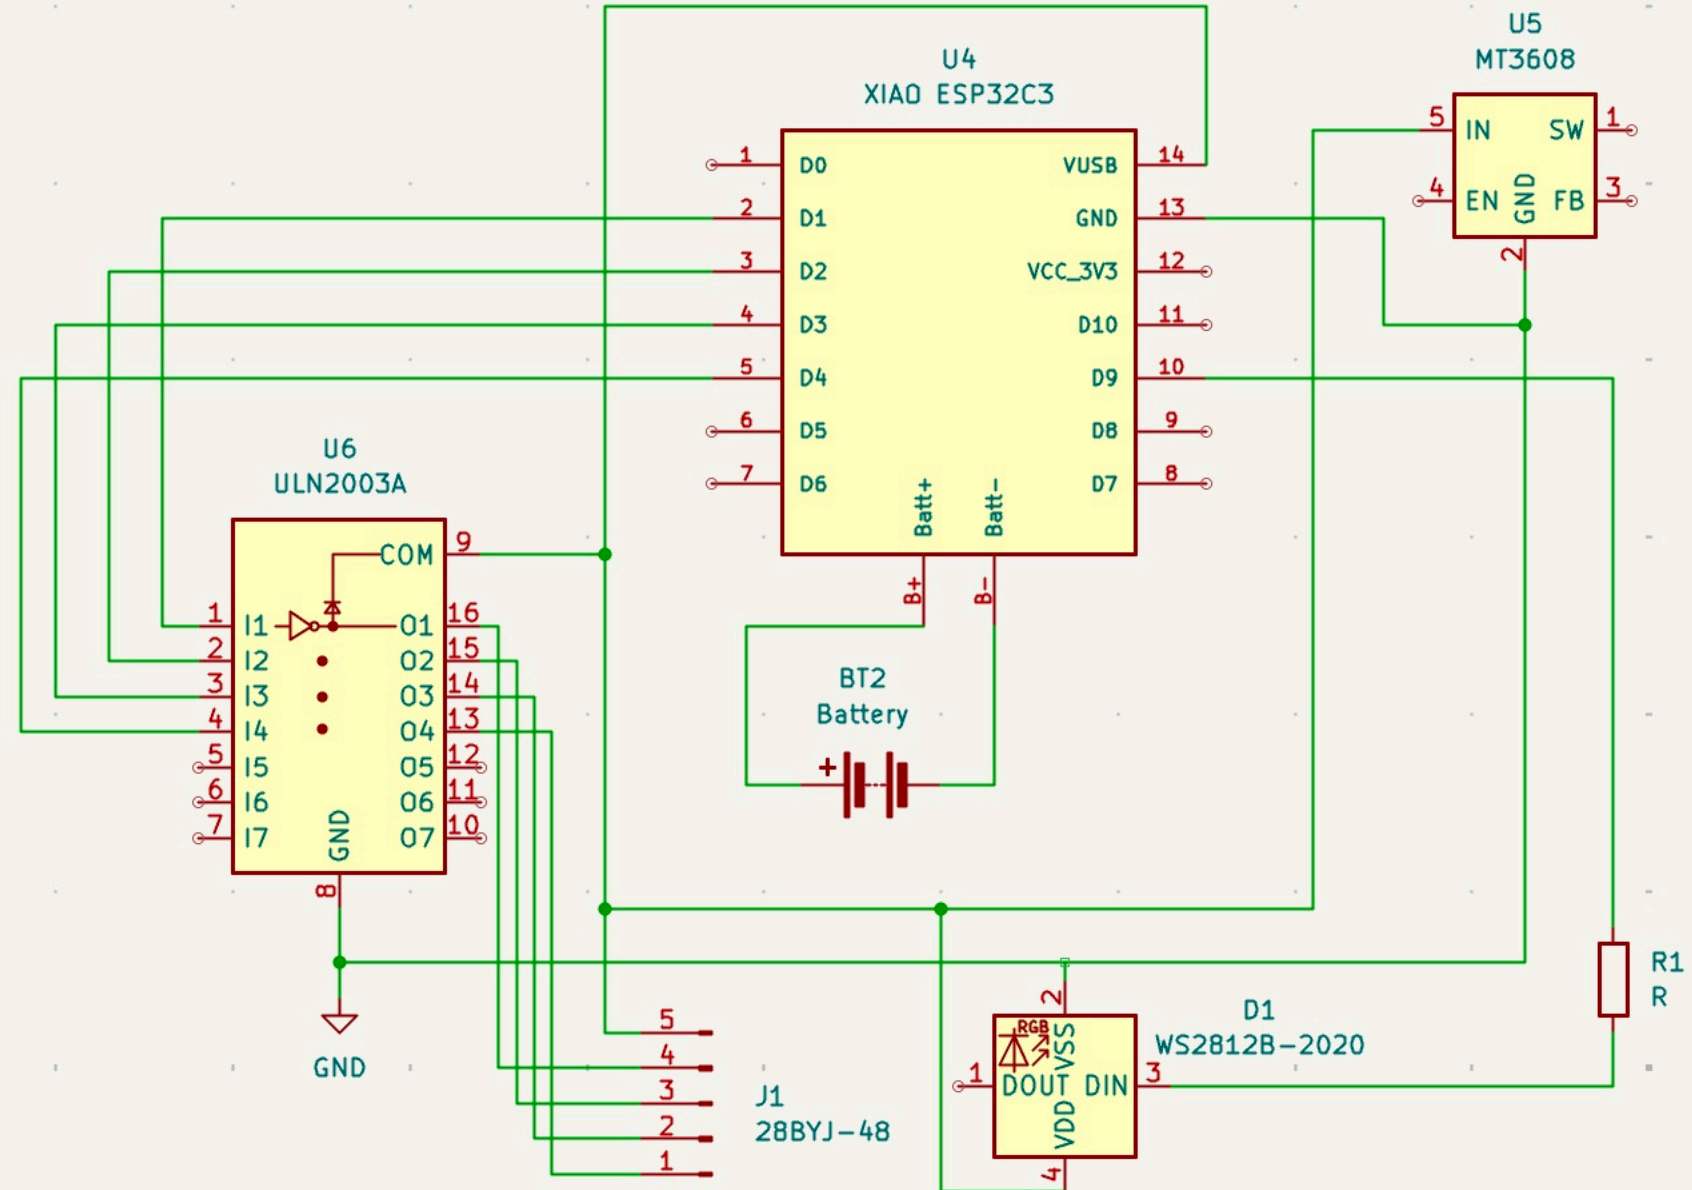 U4
XIAO ESP32C3
1 D0
2 D1
3 D2
4 D3
5 D4
6 D5
7 D6
VUSB 14
GND 13
VCC_3V3 12
D10 11
D9 10
D8 9
D7 8
Batt+
Batt-
B+
B-
U5
MT3608
5 IN
SW 1
4 EN
GND
FB 3
2
U6
ULN2003A
COM 9
1 I1
O1 16
2 I2
O2 15
3 I3
O3 14
4 I4
O4 13
5 I5
O5 12
6 I6
O6 11
7 I7
O7 10
GND
8
GND
BT2
Battery
+
5
4
3
2
1
J1
28BYJ-48
D1
WS2812B-2020
2
RGB
VSS
1 DOUT
DIN 3
VDD
4
R1
R